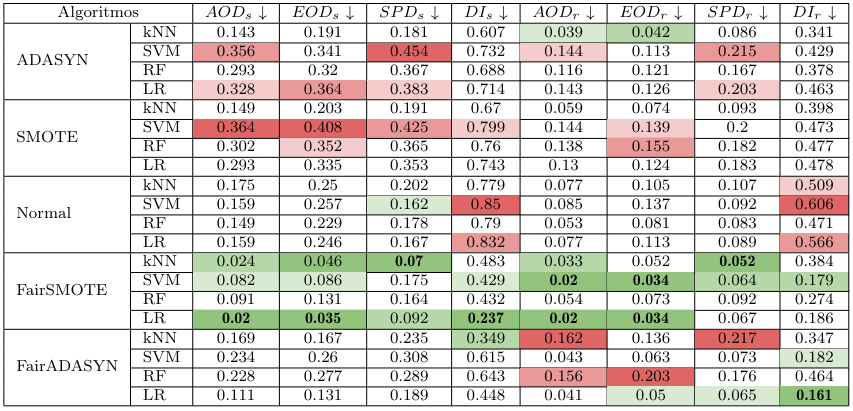 Algoritmos AOD_s ↓ EOD_s ↓ SPD_s ↓ DI_s ↓ AOD_r ↓ EOD_r ↓ SPD_r ↓ DI_r ↓
ADASYN
kNN 0.143 0.191 0.181 0.607 0.039 0.042 0.086 0.341
SVM 0.356 0.341 0.454 0.732 0.144 0.113 0.215 0.429
RF 0.293 0.32 0.367 0.688 0.116 0.121 0.167 0.378
LR 0.328 0.364 0.383 0.714 0.143 0.126 0.203 0.463
SMOTE
kNN 0.149 0.203 0.191 0.67 0.059 0.074 0.093 0.398
SVM 0.364 0.408 0.425 0.799 0.144 0.139 0.2 0.473
RF 0.302 0.352 0.365 0.76 0.138 0.155 0.182 0.477
LR 0.293 0.335 0.353 0.743 0.13 0.124 0.183 0.478
Normal
kNN 0.175 0.25 0.202 0.779 0.077 0.105 0.107 0.509
SVM 0.159 0.257 0.162 0.85 0.085 0.137 0.092 0.606
RF 0.149 0.229 0.178 0.79 0.053 0.081 0.083 0.471
LR 0.159 0.246 0.167 0.832 0.077 0.113 0.089 0.566
FairSMOTE
kNN 0.024 0.046 0.07 0.483 0.033 0.052 0.052 0.384
SVM 0.082 0.086 0.175 0.429 0.02 0.034 0.064 0.179
RF 0.091 0.131 0.164 0.432 0.054 0.073 0.092 0.274
LR 0.02 0.035 0.092 0.237 0.02 0.034 0.067 0.186
FairADASYN
kNN 0.169 0.167 0.235 0.349 0.162 0.136 0.217 0.347
SVM 0.234 0.26 0.308 0.615 0.043 0.063 0.073 0.182
RF 0.228 0.277 0.289 0.643 0.156 0.203 0.176 0.464
LR 0.111 0.131 0.189 0.448 0.041 0.05 0.065 0.161